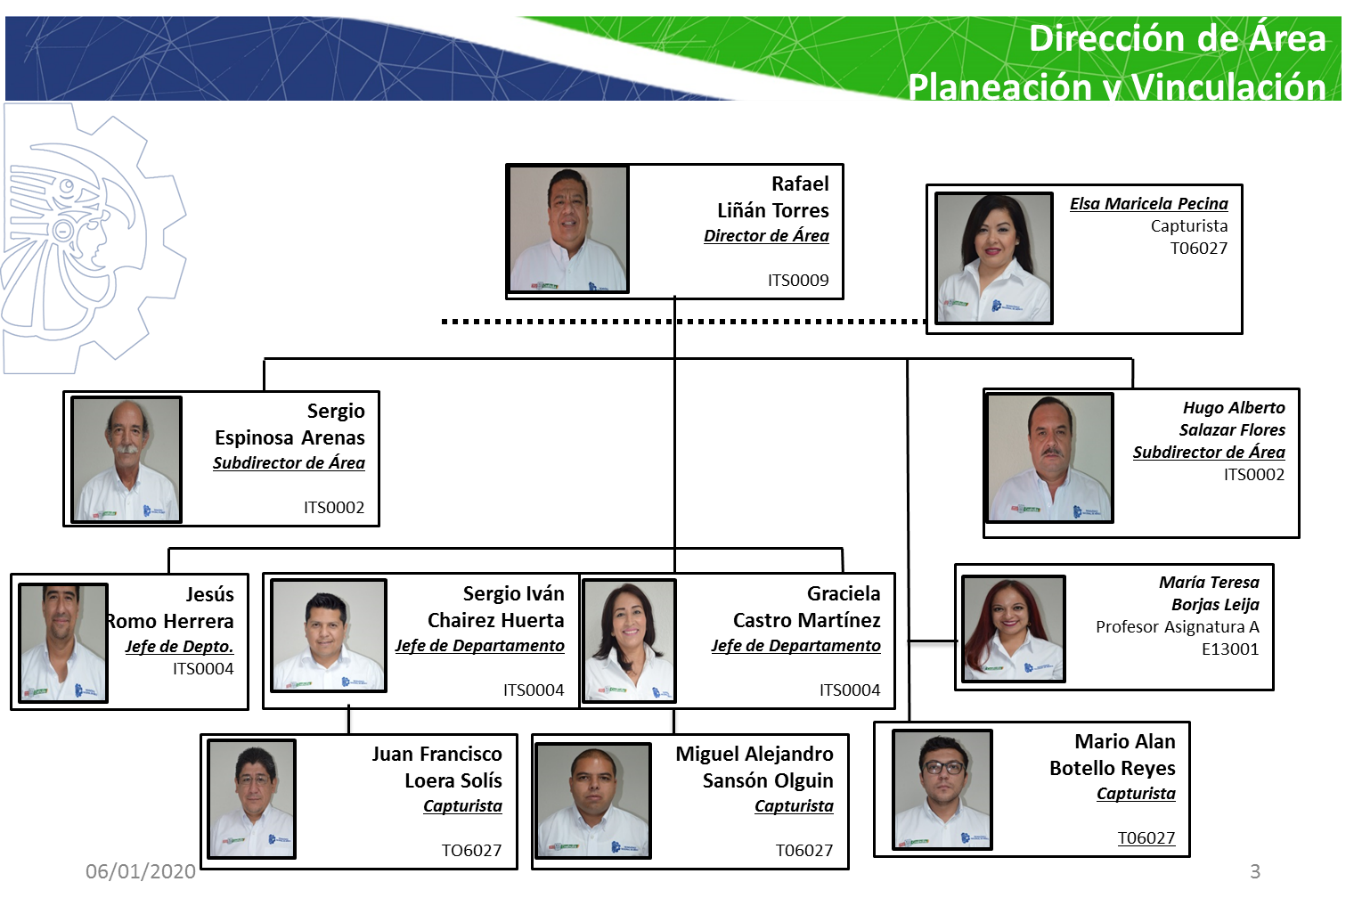 Dirección de Área
Planeación y Vinculación
Rafael
Liñán Torres
Director de Área
ITS0009
Elsa Maricela Pecina
Capturista
T06027
Sergio
Espinosa Arenas
Subdirector de Área
ITS0002
Hugo Alberto
Salazar Flores
Subdirector de Área
ITS0002
Jesús
Romo Herrera
Jefe de Depto.
ITS0004
Sergio Iván
Chairez Huerta
Jefe de Departamento
ITS0004
Graciela
Castro Martínez
Jefe de Departamento
ITS0004
María Teresa
Borjas Leija
Profesor Asignatura A
E13001
Juan Francisco
Loera Solís
Capturista
TO6027
Miguel Alejandro
Sansón Olguin
Capturista
T06027
Mario Alan
Botello Reyes
Capturista
T06027
06/01/2020
3